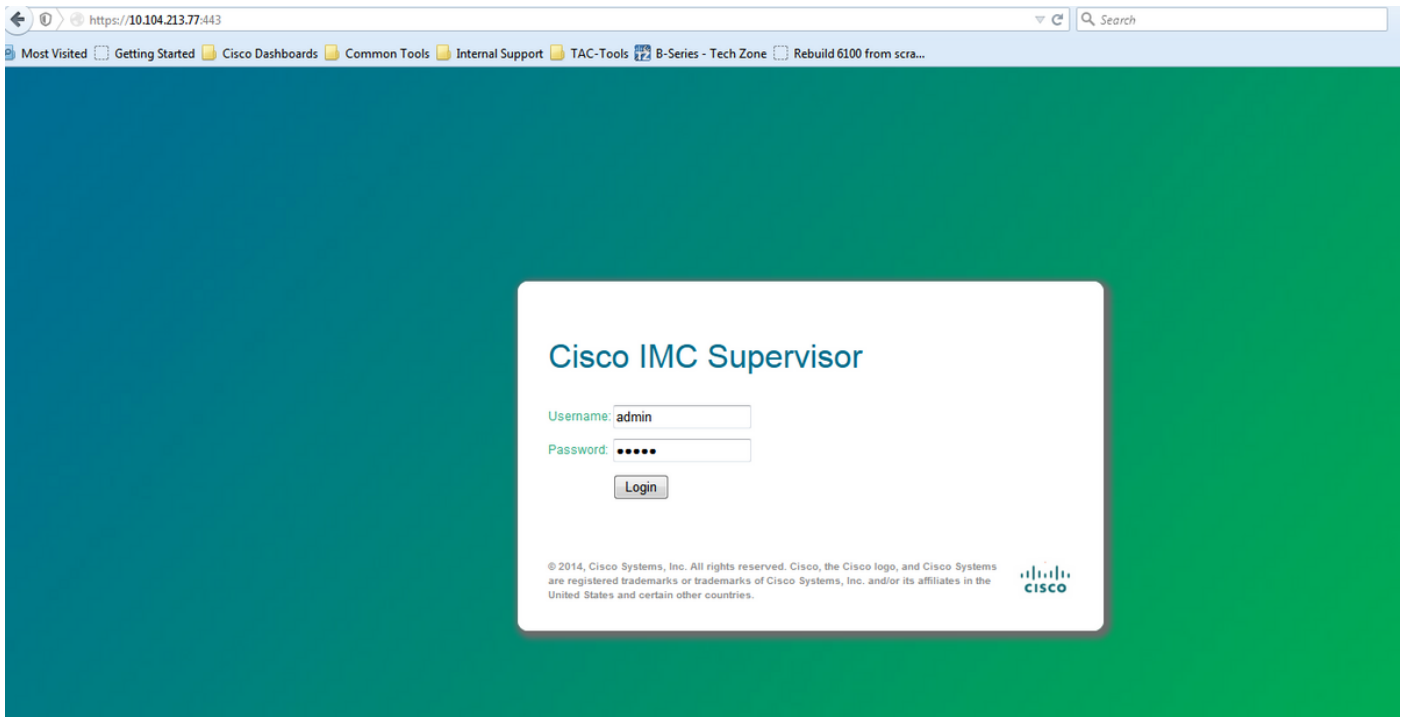 https://10.104.213.77:443
Search
Most Visited Getting Started Cisco Dashboards Common Tools Internal Support TAC-Tools B-Series - Tech Zone Rebuild 6100 from scra...
Cisco IMC Supervisor
Username: admin
Password: •••••
Login
© 2014, Cisco Systems, Inc. All rights reserved. Cisco, the Cisco logo, and Cisco Systems
are registered trademarks or trademarks of Cisco Systems, Inc. and/or its affiliates in the
United States and certain other countries.
CISCO